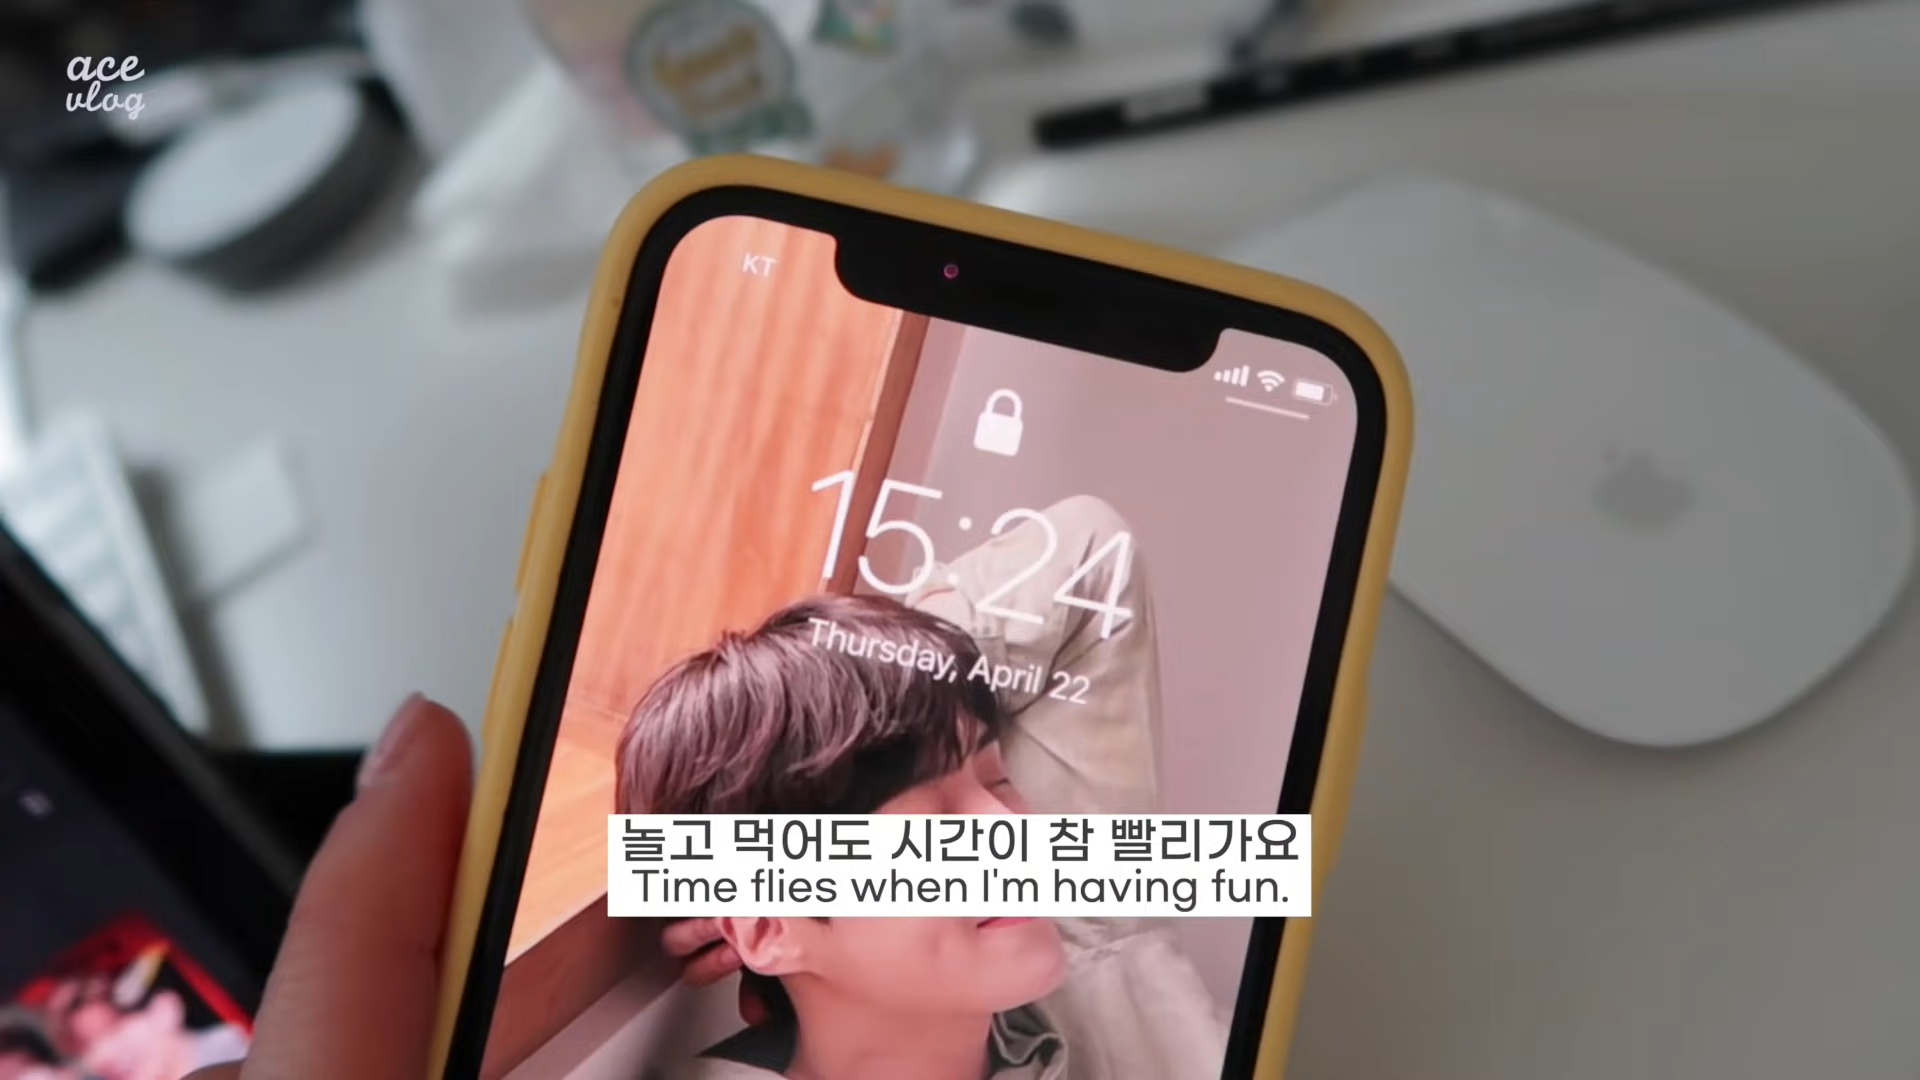 ace
vlog
KT
15:24
Thursday, April 22
놀고 먹어도 시간이 참 빨리가요
Time flies when I'm having fun.